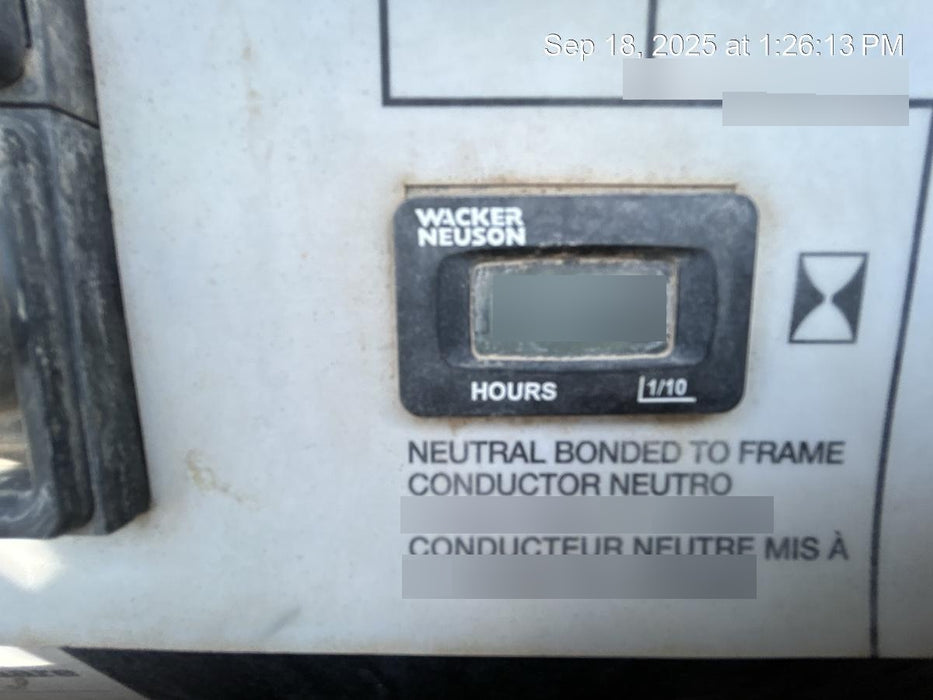 Sep 18, 2025 at 1:26:13 PM
WACKER
NEUSON
HOURS 1/10
NEUTRAL BONDED TO FRAME
CONDUCTOR NEUTRO
CONDUCTEUR NEUTRE MIS À